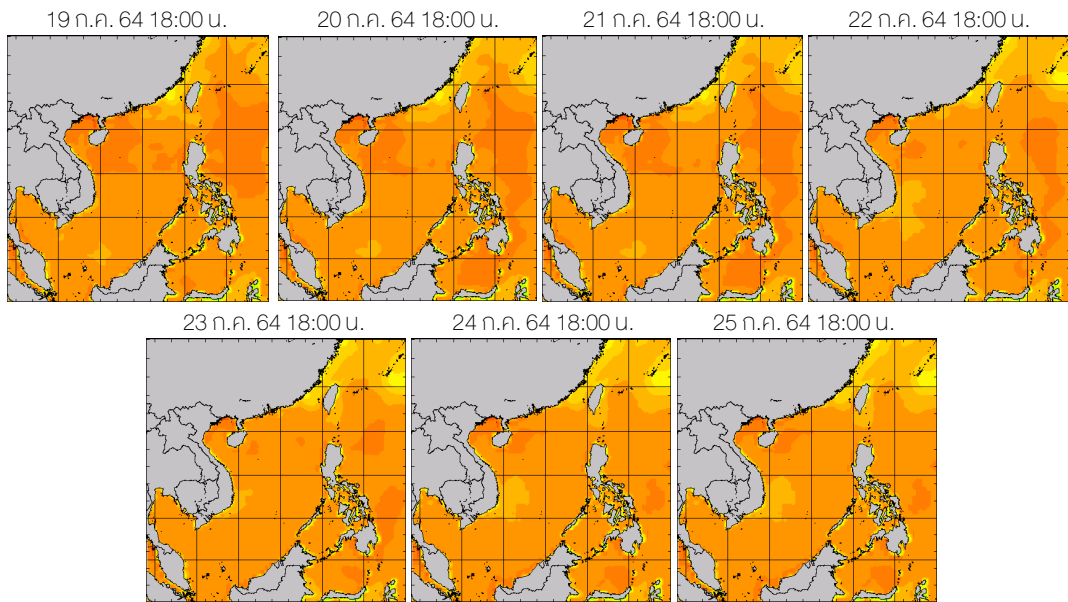 19 ก.ค. 64 18:00 น.
20 ก.ค. 64 18:00 น.
21 ก.ค. 64 18:00 น.
22 ก.ค. 64 18:00 น.
23 ก.ค. 64 18:00 น.
24 ก.ค. 64 18:00 น.
25 ก.ค. 64 18:00 น.